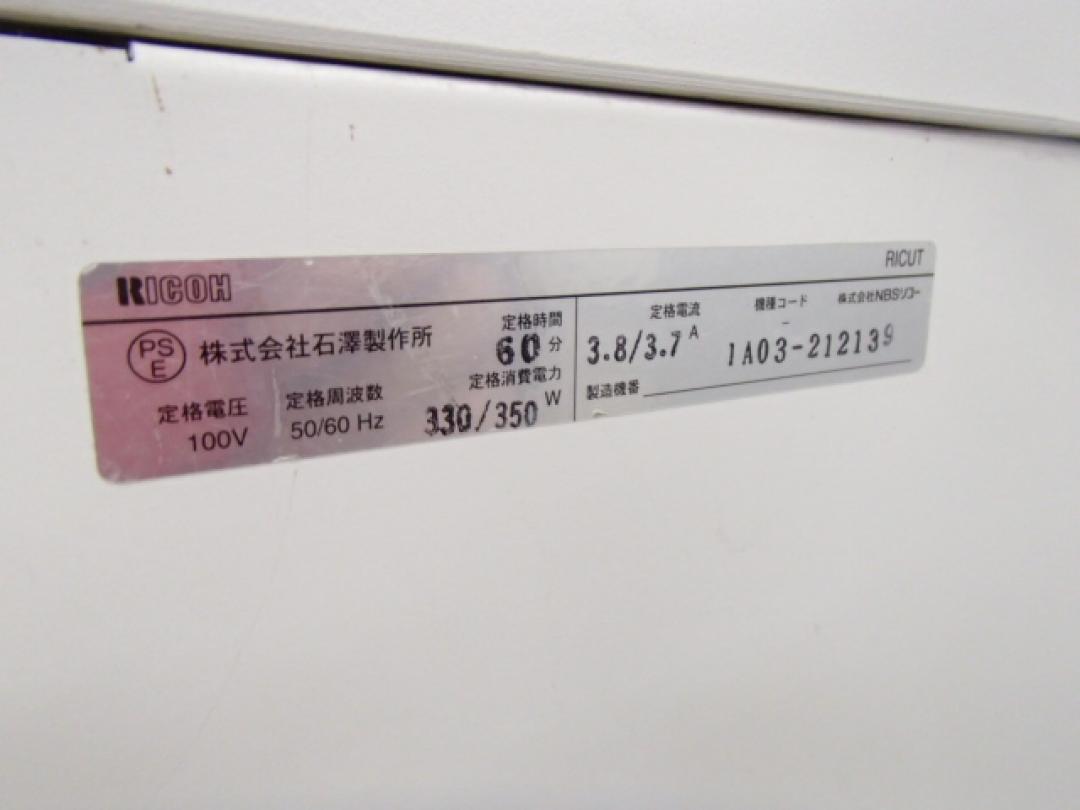 RICOH
RICUT
PS
E
株式会社石澤製作所
定格時間
60 分
定格電圧
100V
定格周波数
50/60 Hz
定格消費電力
330/350 W
定格電流
3.8/3.7 A
機種コード
-
1A03-212139
株式会社NBSリコー
製造機番